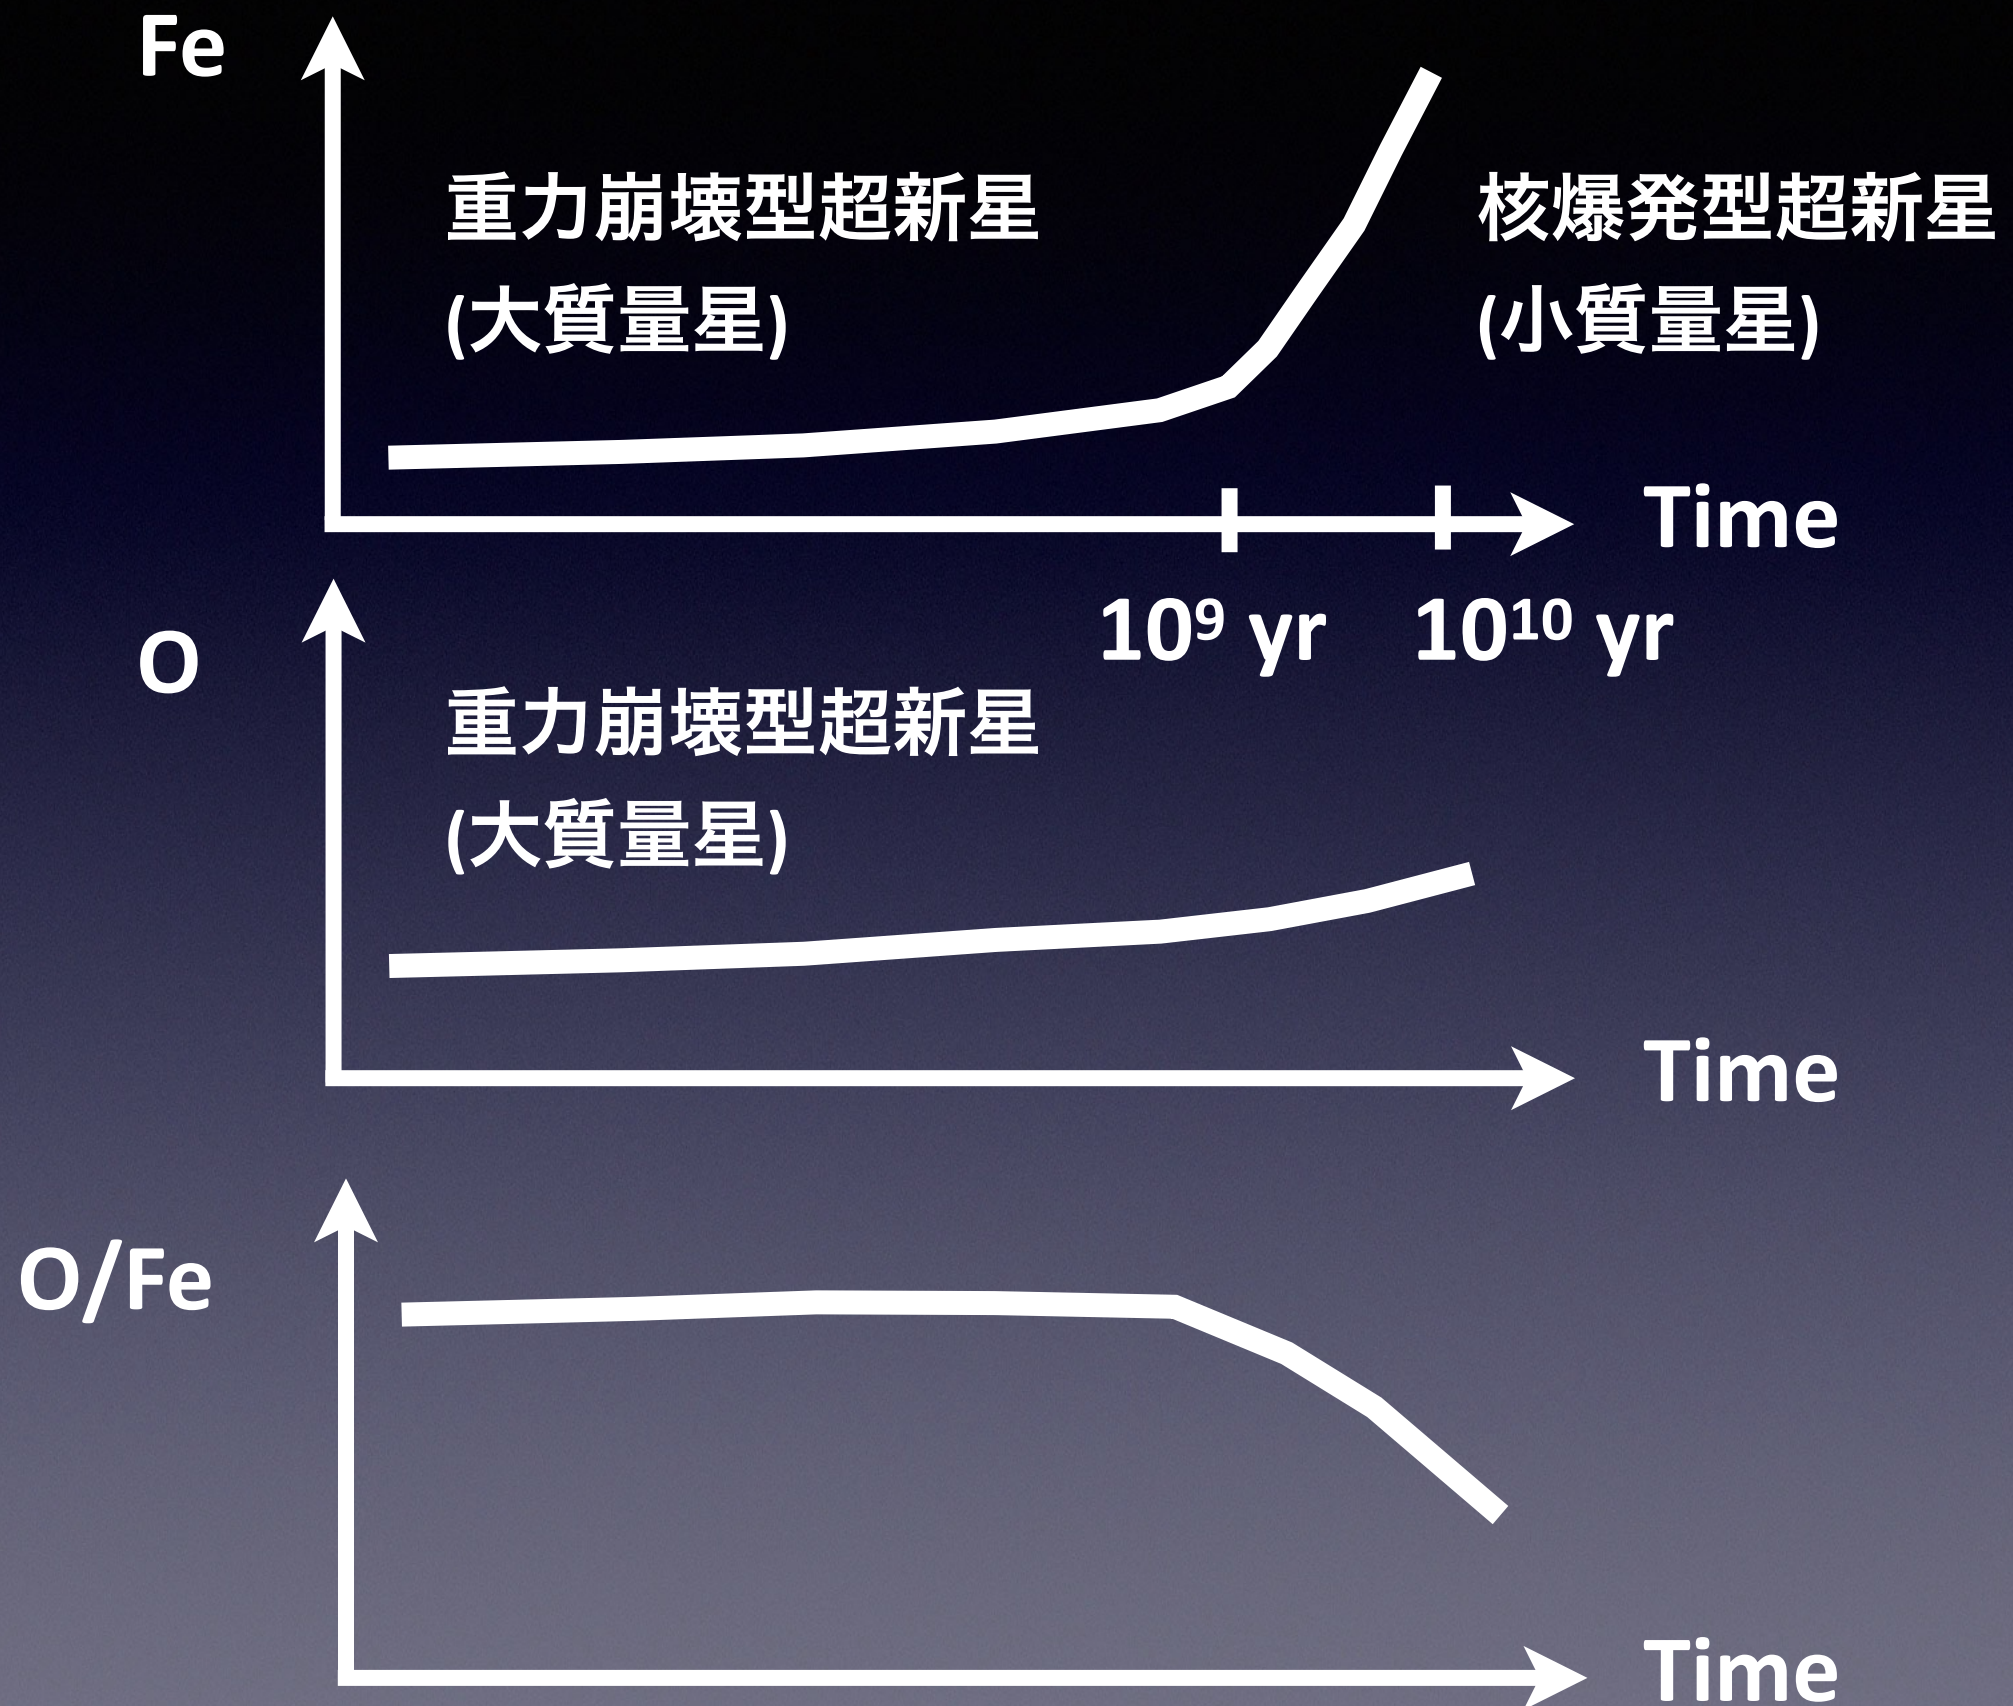 Fe
重力崩壊型超新星
(大質量星)
核爆発型超新星
(小質量星)
Time
10⁹ yr
10¹⁰ yr
O
重力崩壊型超新星
(大質量星)
Time
O/Fe
Time